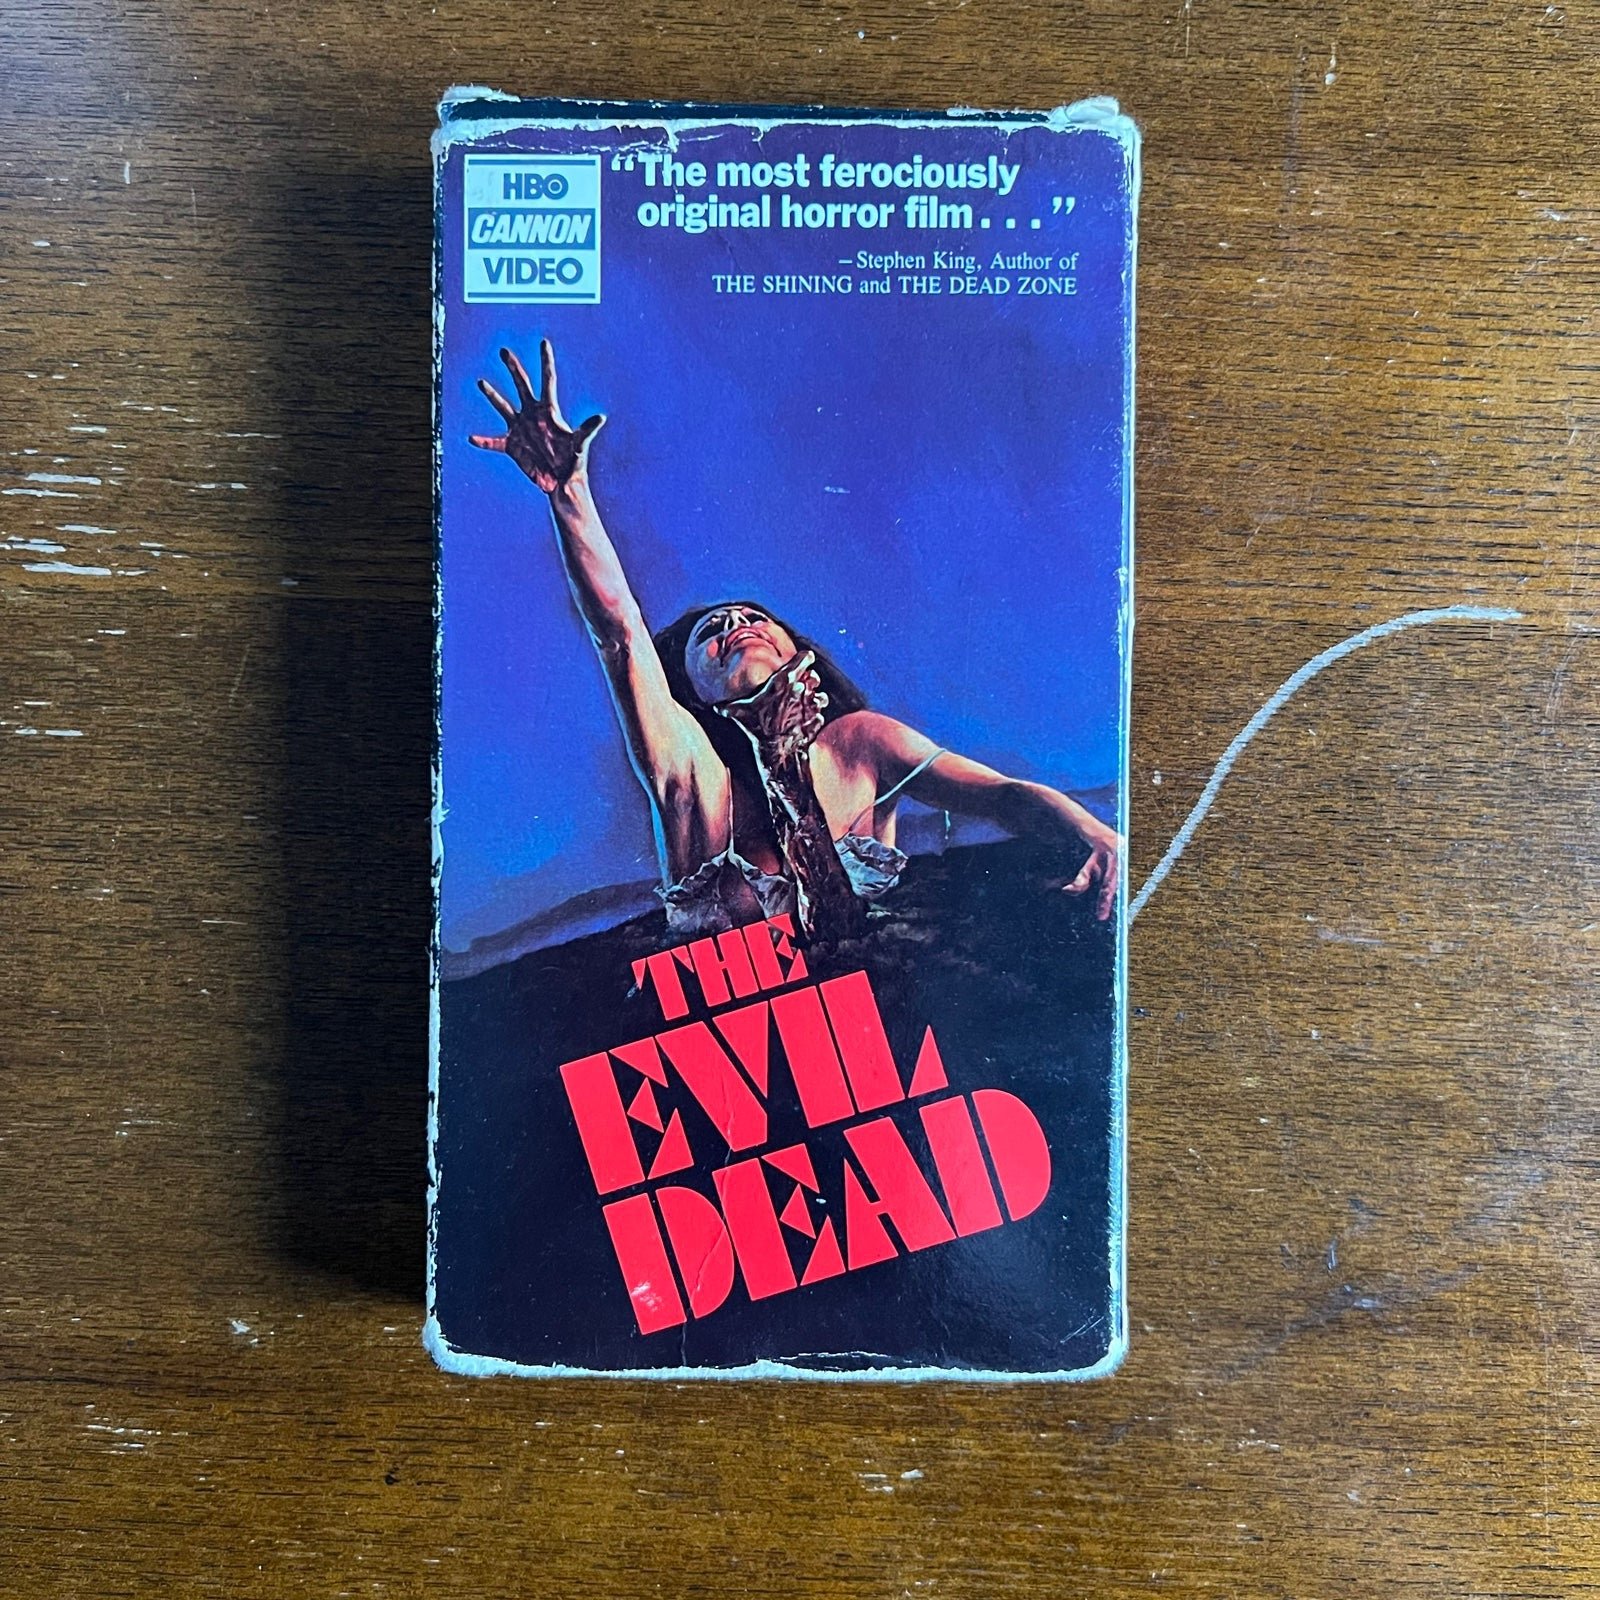 HBO
CANNON
VIDEO
“The most ferociously
original horror film . . .”
–Stephen King, Author of
THE SHINING and THE DEAD ZONE
THE
EVIL
DEAD